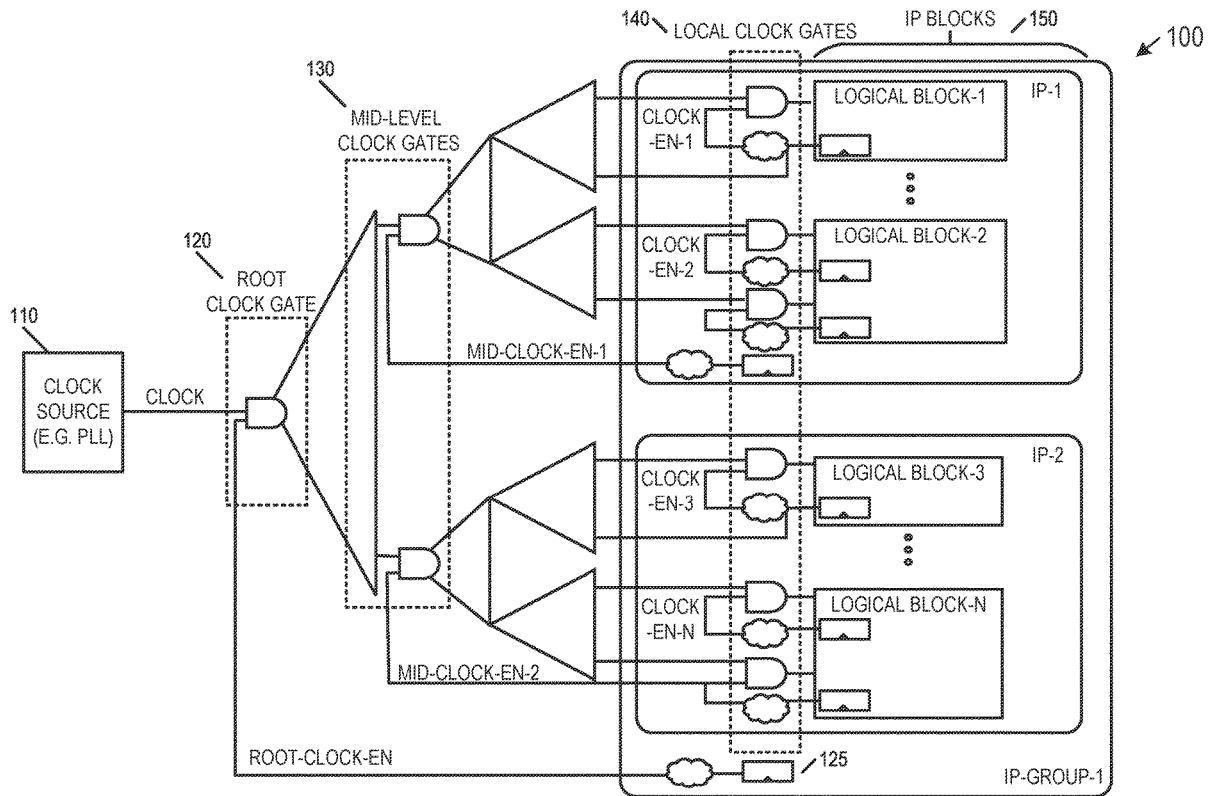 140
LOCAL CLOCK GATES
IP BLOCKS
150
100
130
MID-LEVEL
CLOCK GATES
IP-1
CLOCK
-EN-1
LOGICAL BLOCK-1
CLOCK
-EN-2
LOGICAL BLOCK-2
120
ROOT
CLOCK GATE
110
CLOCK
SOURCE
(E.G. PLL)
CLOCK
MID-CLOCK-EN-1
IP-2
CLOCK
-EN-3
LOGICAL BLOCK-3
CLOCK
-EN-N
LOGICAL BLOCK-N
MID-CLOCK-EN-2
ROOT-CLOCK-EN
125
IP-GROUP-1